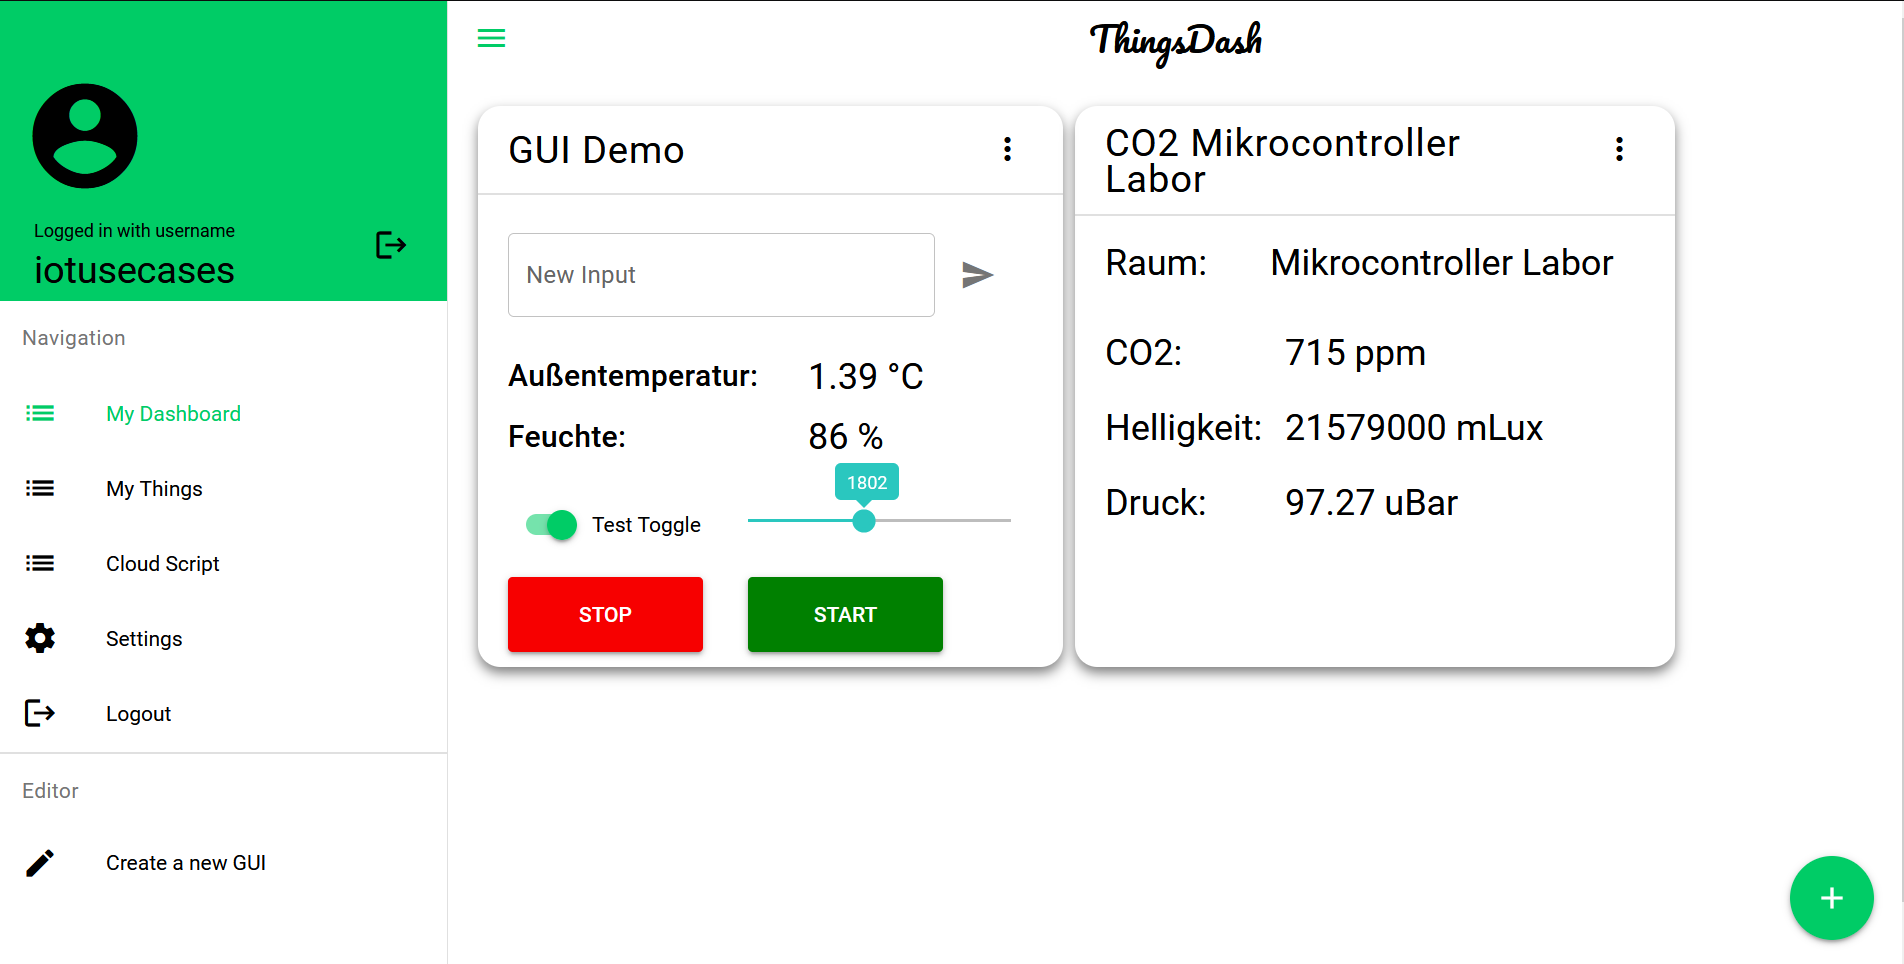 ThingsDash
Logged in with username
iotusecases
Navigation
My Dashboard
My Things
Cloud Script
Settings
Logout
Editor
Create a new GUI
GUI Demo
New Input
Außentemperatur: 1.39 °C
Feuchte: 86 %
1802
Test Toggle
STOP START
CO2 Mikrocontroller
Labor
Raum: Mikrocontroller Labor
CO2: 715 ppm
Helligkeit: 21579000 mLux
Druck: 97.27 uBar